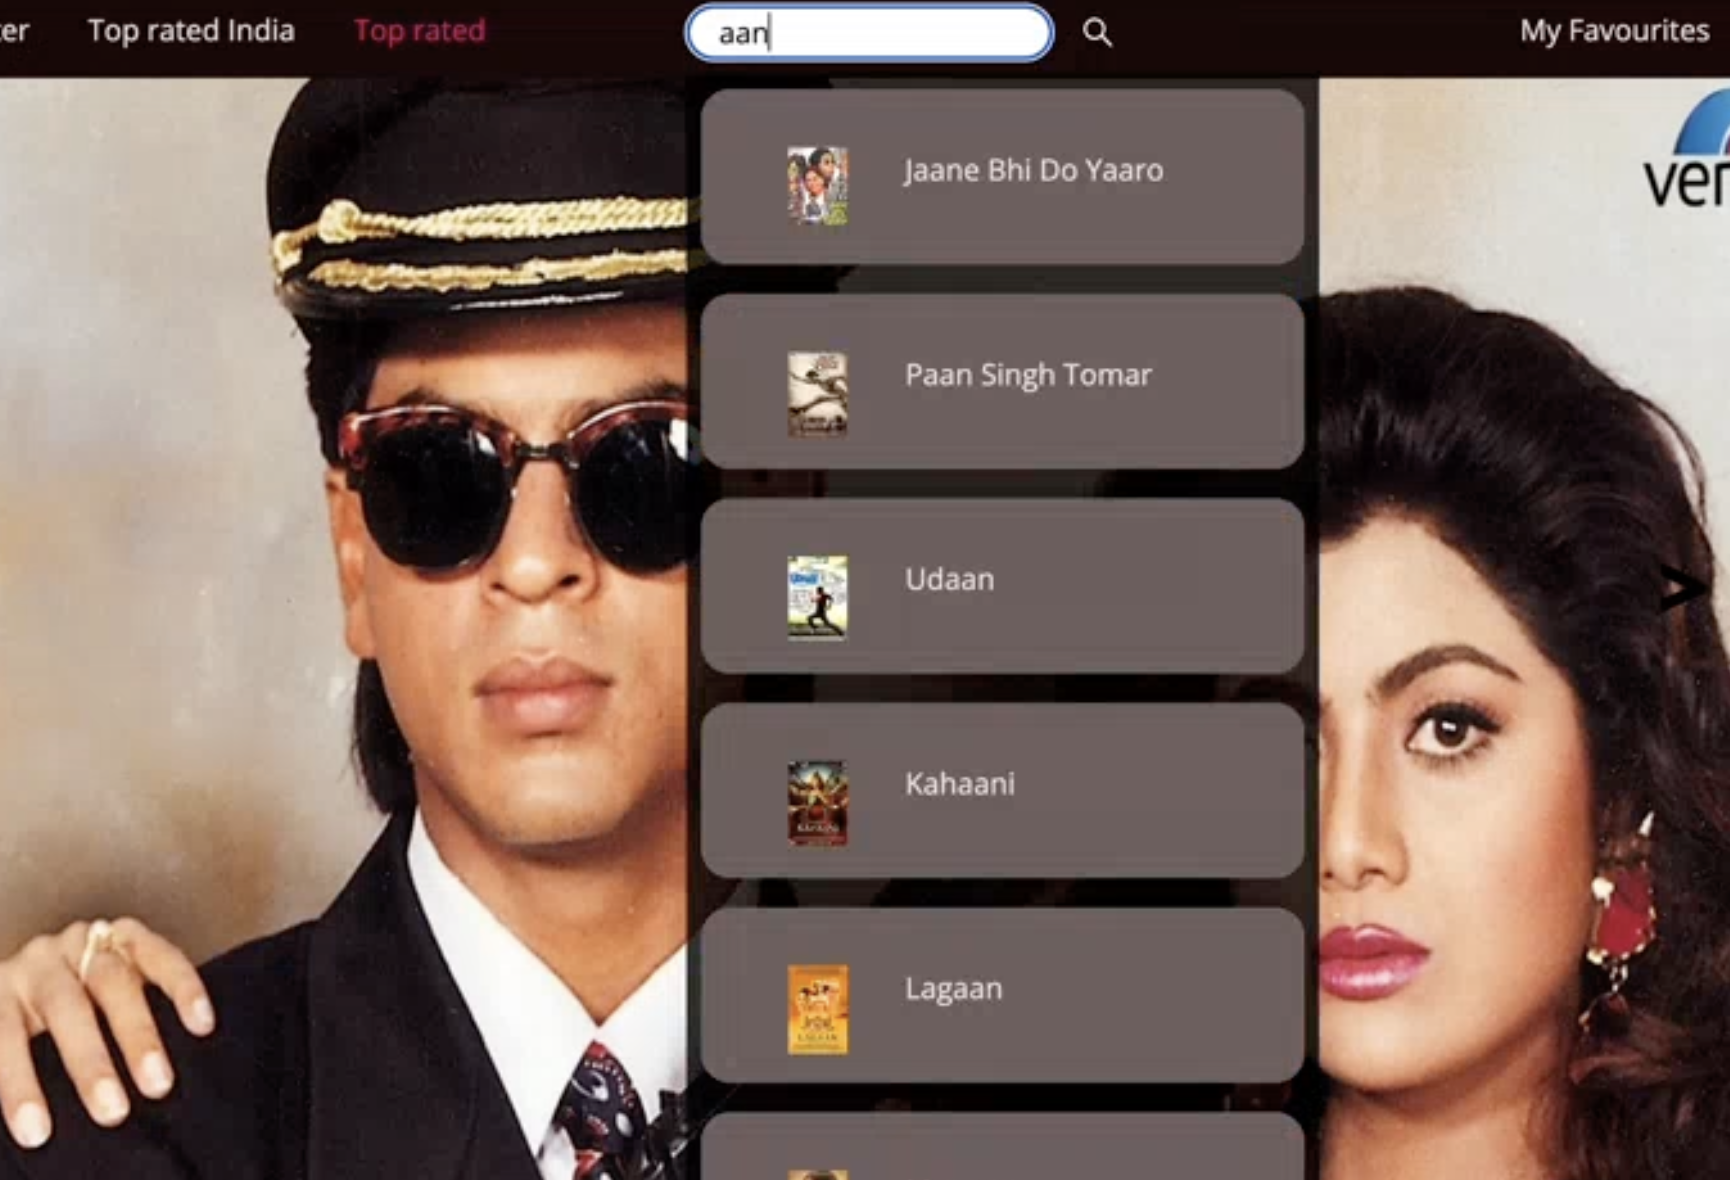 er Top rated India Top rated aan My Favourites
Jaane Bhi Do Yaaro
Paan Singh Tomar
Udaan
Kahaani
Lagaan
LAGAAN